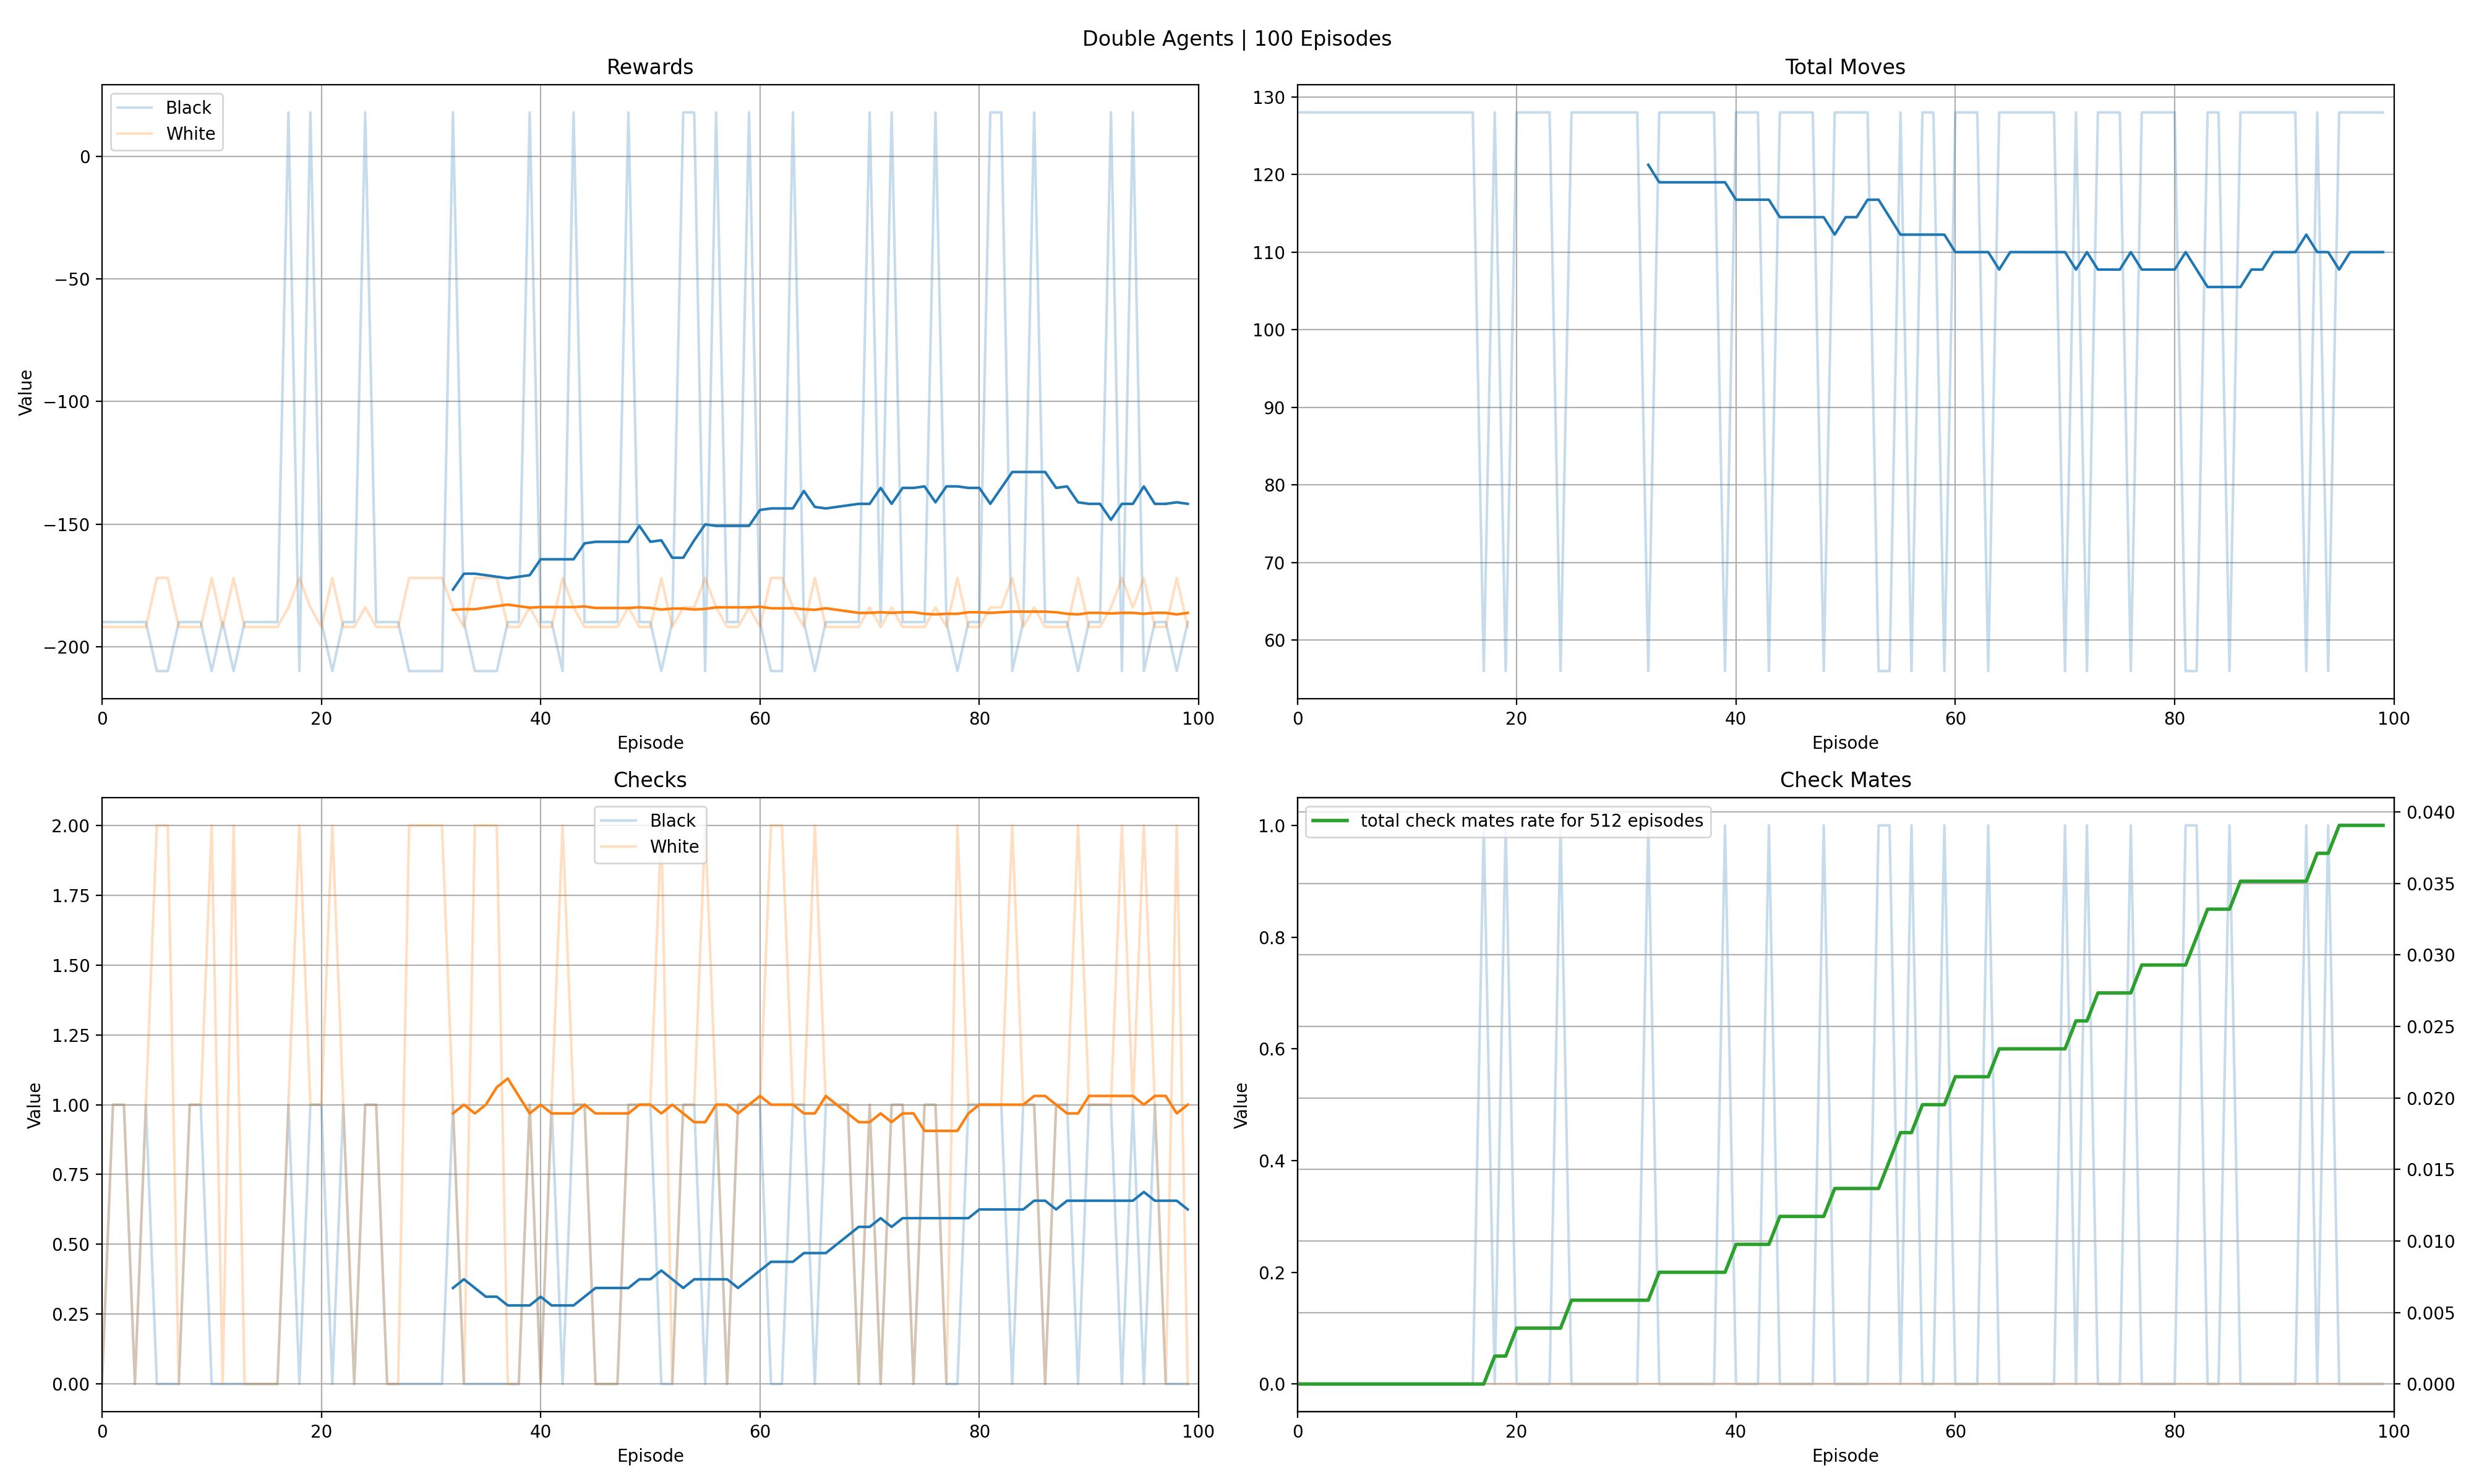 Double Agents | 100 Episodes
Rewards
Black
White
0
−50
−100
−150
−200
Value
0 20 40 60 80 100
Episode
Total Moves
130
120
110
100
90
80
70
60
0 20 40 60 80 100
Episode
Checks
Black
White
2.00
1.75
1.50
1.25
1.00
0.75
0.50
0.25
0.00
Value
0 20 40 60 80 100
Episode
Check Mates
total check mates rate for 512 episodes
1.0
0.8
0.6
0.4
0.2
0.0
Value
0.040
0.035
0.030
0.025
0.020
0.015
0.010
0.005
0.000
0 20 40 60 80 100
Episode